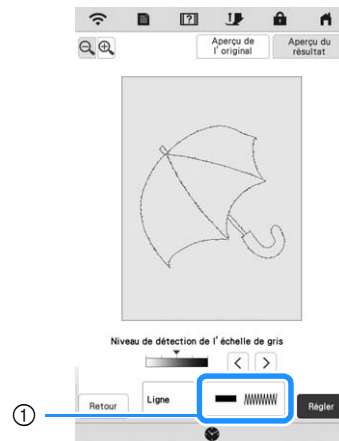 Aperçu de
l'original
Aperçu du
résultat
Niveau de détection de l'échelle de gris
Retour
Ligne
Régler
①